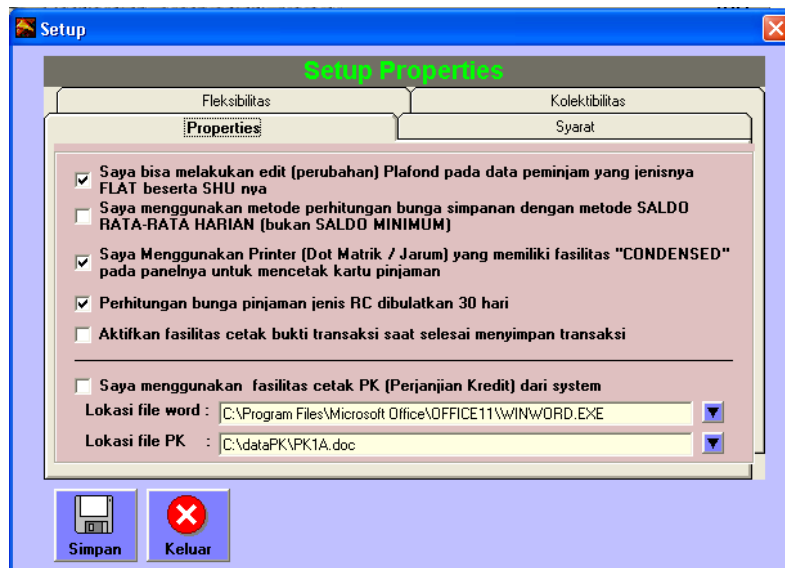 Setup
Setup Properties
Fleksibilitas
Kolektibilitas
Properties
Syarat
Saya bisa melakukan edit (perubahan) Plafond pada data peminjam yang jenisnya
FLAT beserta SHU nya
Saya menggunakan metode perhitungan bunga simpanan dengan metode SALDO
RATA-RATA HARIAN (bukan SALDO MINIMUM)
Saya Menggunakan Printer (Dot Matrik / Jarum) yang memiliki fasilitas "CONDENSED"
pada panelnya untuk mencetak kartu pinjaman
Perhitungan bunga pinjaman jenis RC dibulatkan 30 hari
Aktifkan fasilitas cetak bukti transaksi saat selesai menyimpan transaksi
Saya menggunakan fasilitas cetak PK (Perjanjian Kredit) dari system
Lokasi file word : C:\Program Files\Microsoft Office\OFFICE11\WINWORD.EXE
Lokasi file PK : C:\dataPK\PK1A.doc
Simpan
Keluar